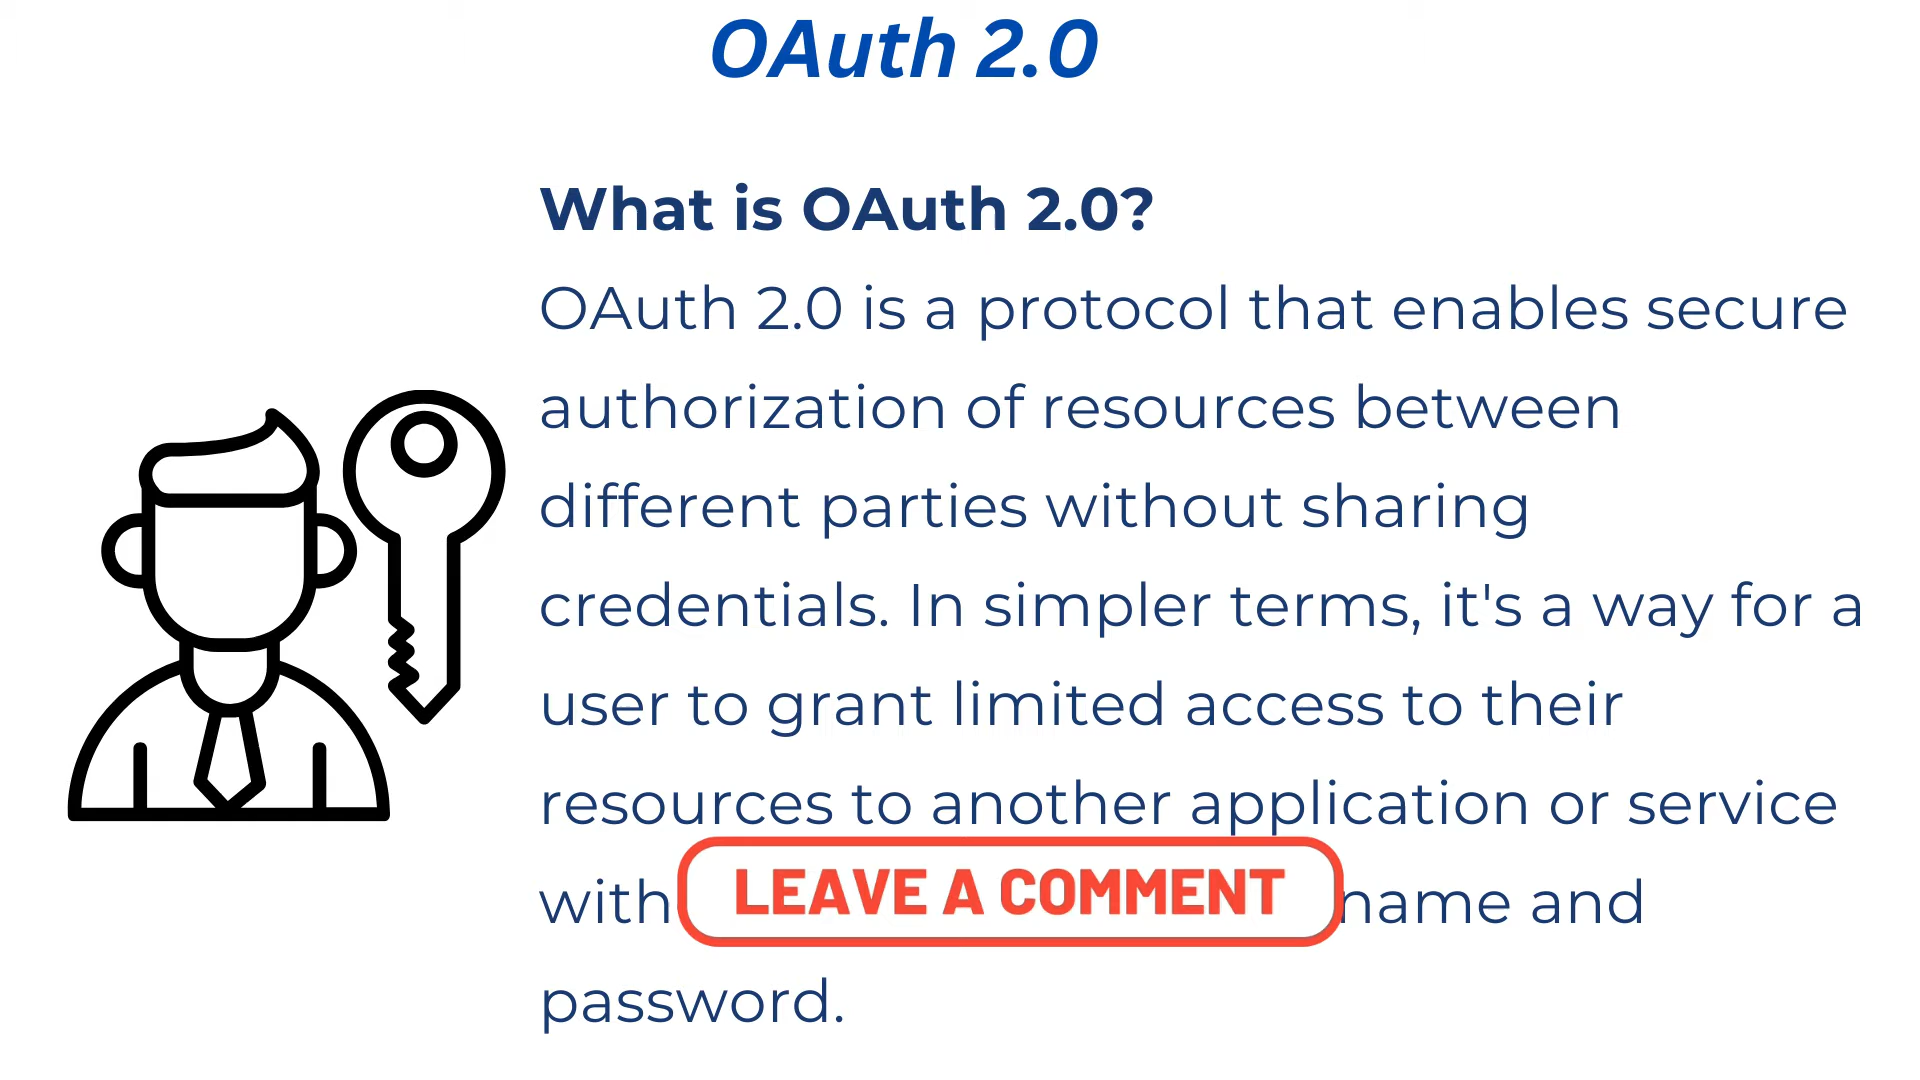 OAuth 2.0
What is OAuth 2.0?
OAuth 2.0 is a protocol that enables secure
authorization of resources between
different parties without sharing
credentials. In simpler terms, it's a way for a
user to grant limited access to their
resources to another application or service
with LEAVE A COMMENT name and
password.